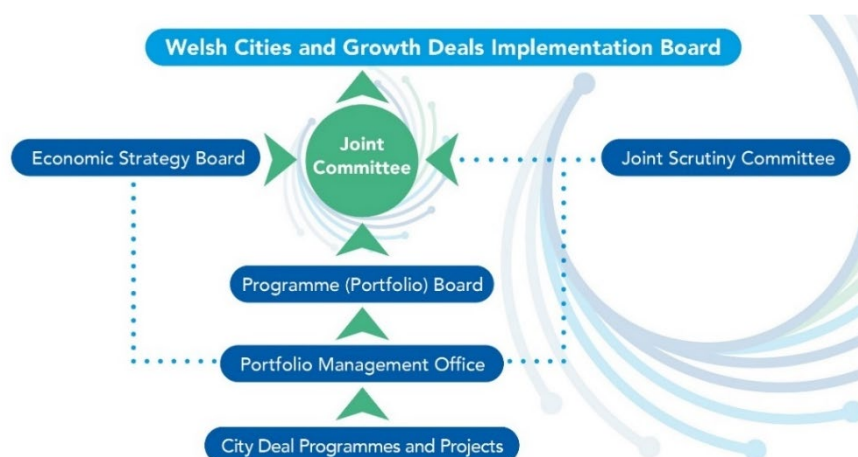 Welsh Cities and Growth Deals Implementation Board
Joint
Committee
Economic Strategy Board
Joint Scrutiny Committee
Programme (Portfolio) Board
Portfolio Management Office
City Deal Programmes and Projects